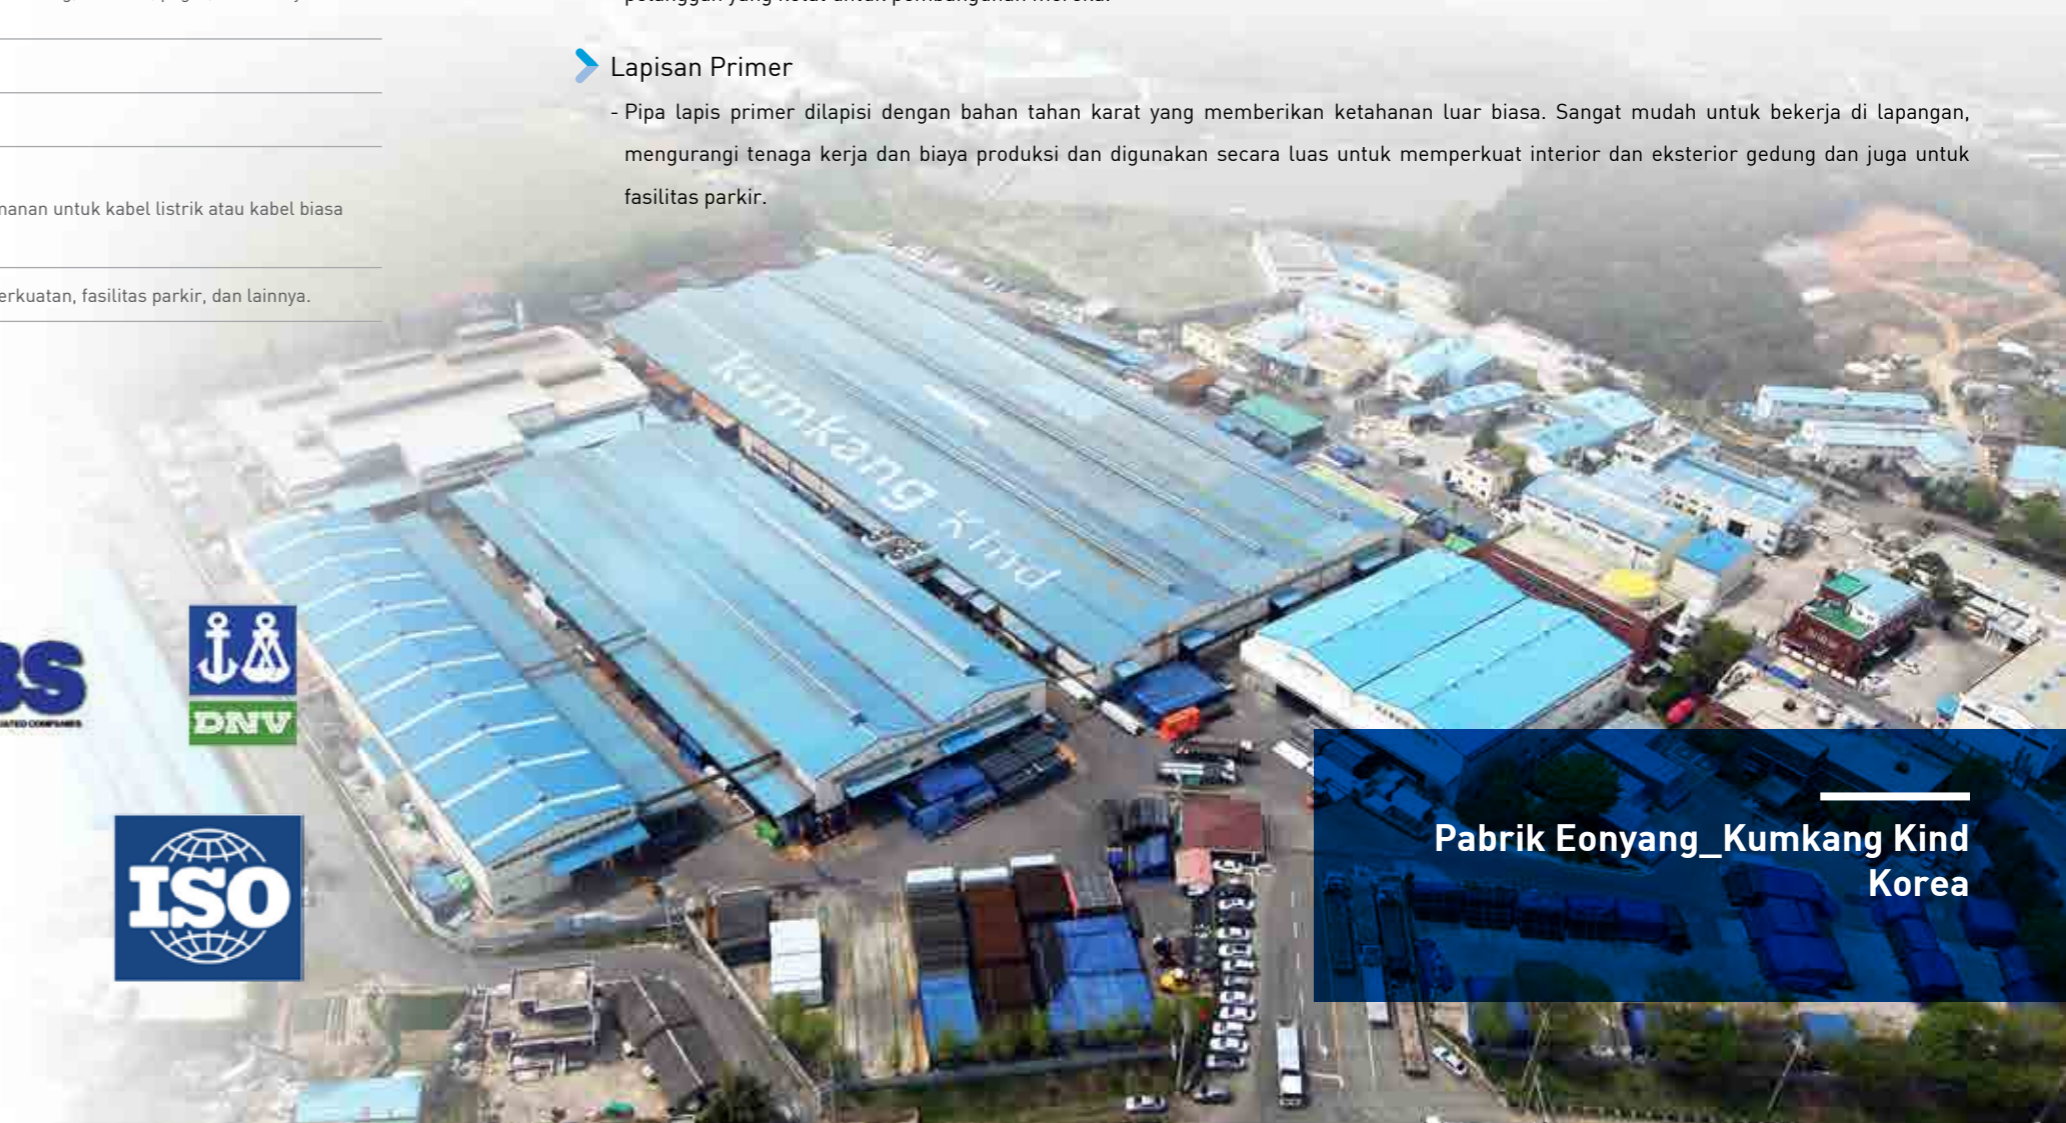 Lapisan Primer
- Pipa lapis primer dilapisi dengan bahan tahan karat yang memberikan ketahanan luar biasa. Sangat mudah untuk bekerja di lapangan,
mengurangi tenaga kerja dan biaya produksi dan digunakan secara luas untuk memperkuat interior dan eksterior gedung dan juga untuk
fasilitas parkir.
manan untuk kabel listrik atau kabel biasa
erkuatan, fasilitas parkir, dan lainnya.
Kumkang Kind
BS
DNV
ISO
Pabrik Eonyang_Kumkang Kind
Korea